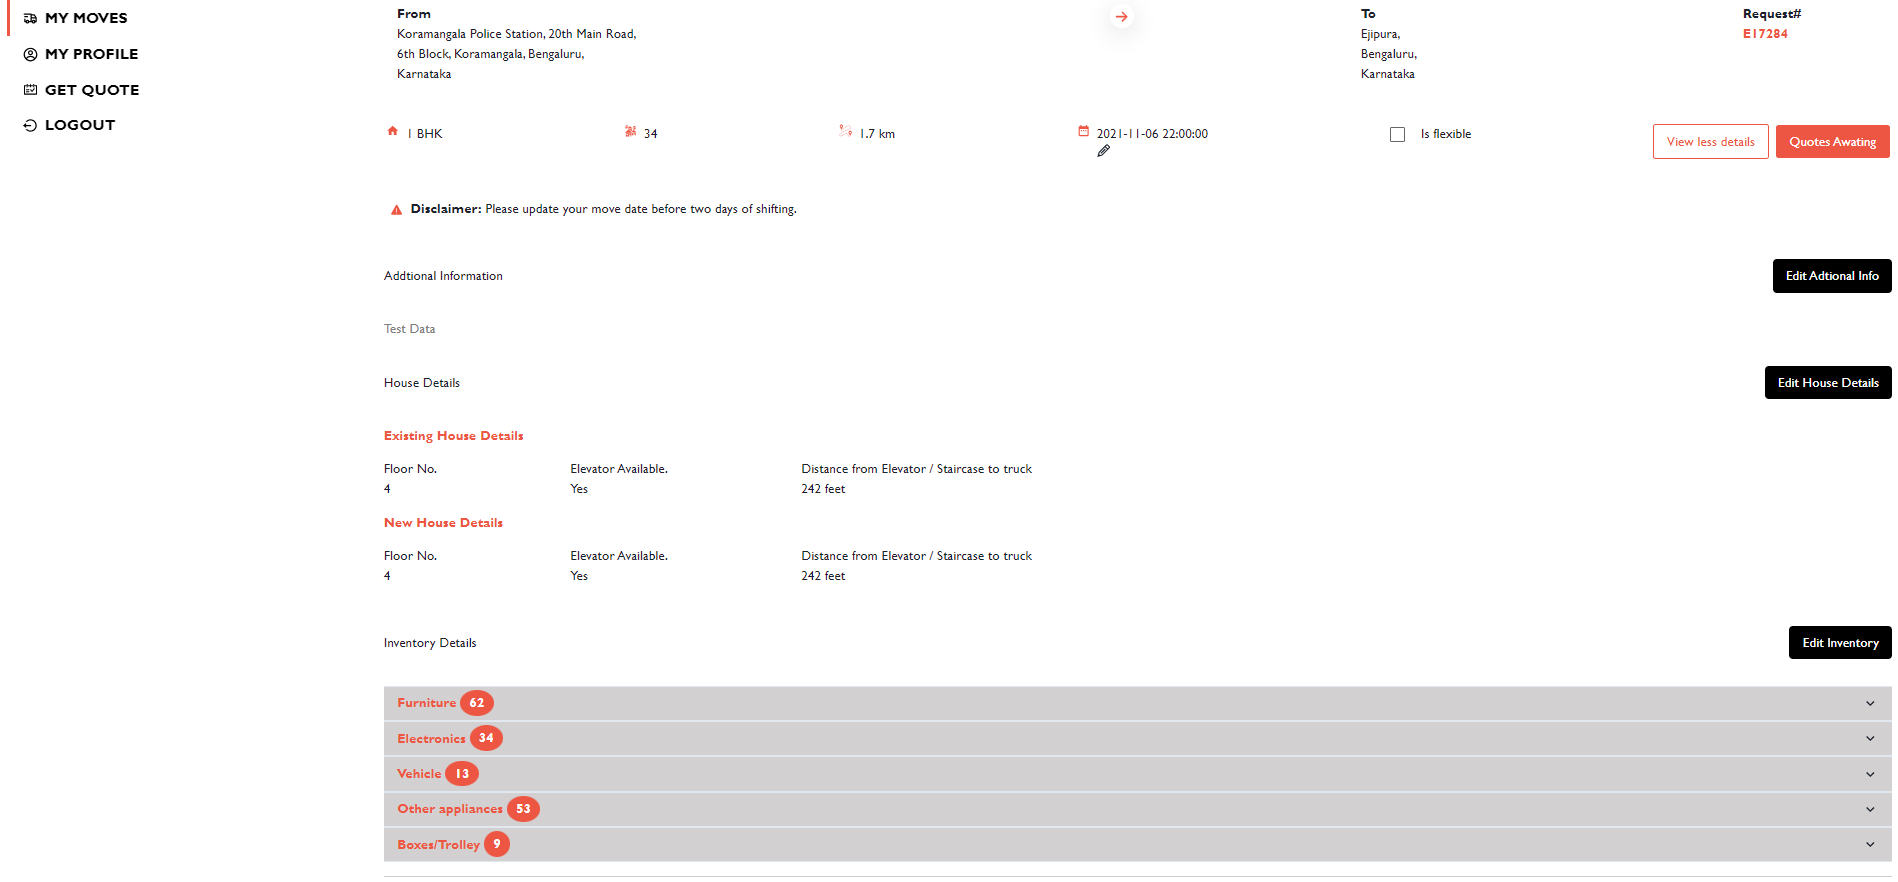 MY MOVES
MY PROFILE
GET QUOTE
LOGOUT
From
Koramangala Police Station, 20th Main Road,
6th Block, Koramangala, Bengaluru,
Karnataka
To
Ejipura,
Bengaluru,
Karnataka
Request#
E17284
1 BHK
34
1.7 km
2021-11-06 22:00:00
Is flexible
View less details
Quotes Awating
Disclaimer: Please update your move date before two days of shifting.
Addtional Information
Edit Adtional Info
Test Data
House Details
Edit House Details
Existing House Details
Floor No. Elevator Available. Distance from Elevator / Staircase to truck
4 Yes 242 feet
New House Details
Floor No. Elevator Available. Distance from Elevator / Staircase to truck
4 Yes 242 feet
Inventory Details
Edit Inventory
Furniture 62
Electronics 34
Vehicle 13
Other appliances 53
Boxes/Trolley 9